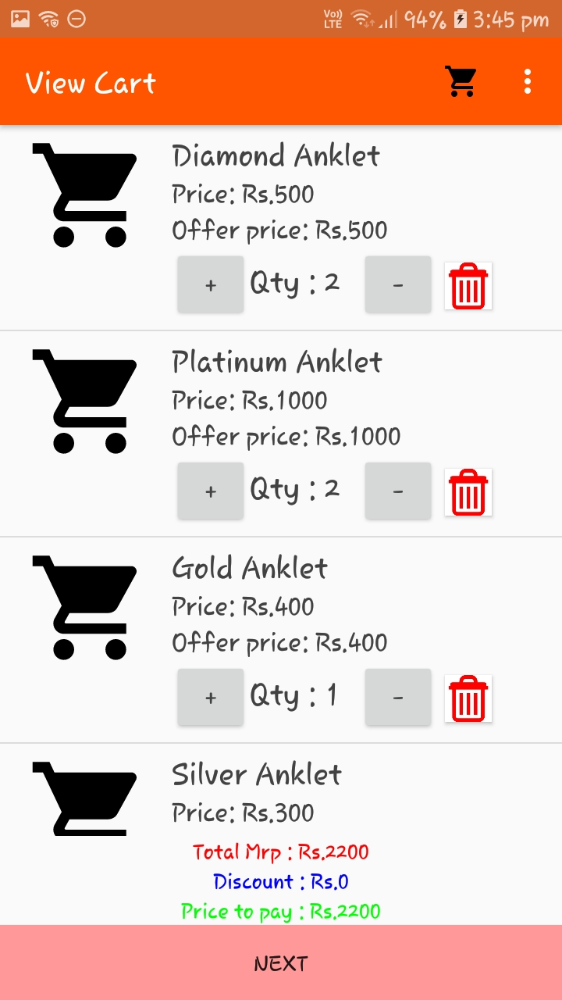 Vo)) LTE 94% 3:45 pm
View Cart
Diamond Anklet
Price: Rs.500
Offer price: Rs.500
+ Qty : 2 -
Platinum Anklet
Price: Rs.1000
Offer price: Rs.1000
+ Qty : 2 -
Gold Anklet
Price: Rs.400
Offer price: Rs.400
+ Qty : 1 -
Silver Anklet
Price: Rs.300
Total Mrp : Rs.2200
Discount : Rs.0
Price to pay : Rs.2200
NEXT